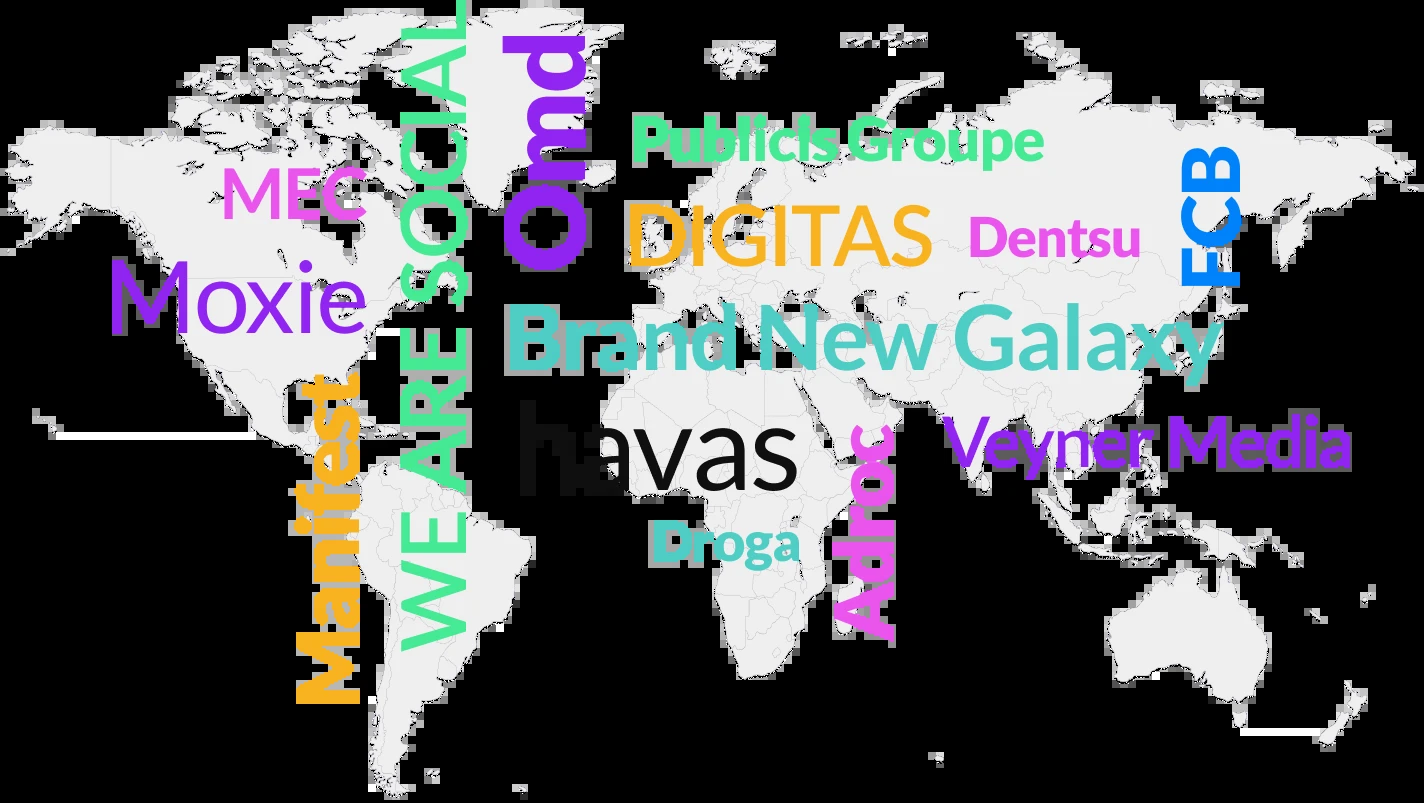 WE ARE SOCIAL
Omd
Publicis Groupe
MEC
FCB
DIGITAS
Dentsu
Moxie
Brand New Galaxy
Manifest
havas
Adroc
Veyner Media
Droga